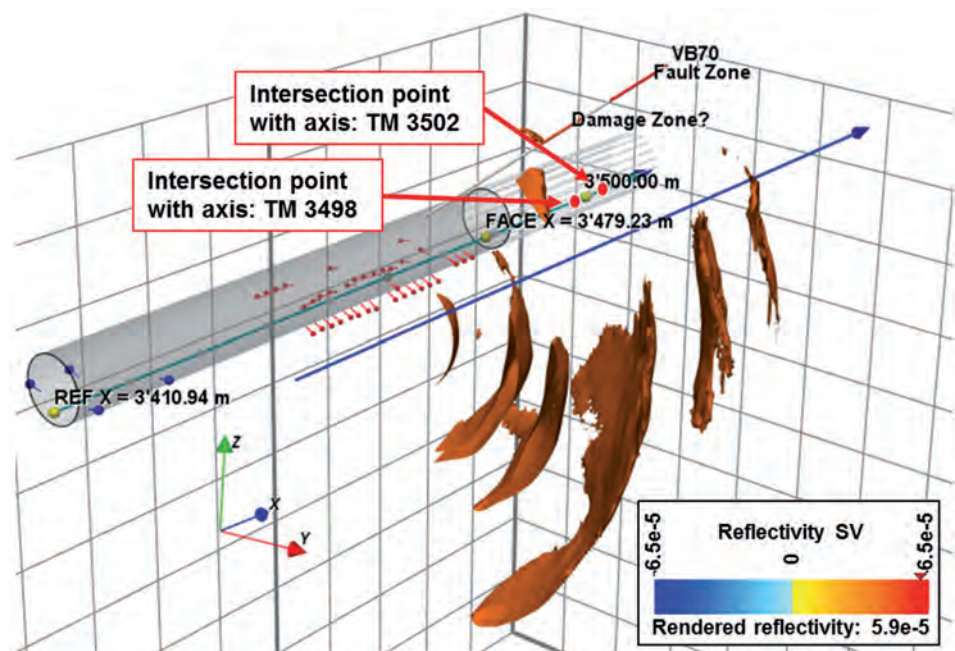 VB70
Fault Zone
Intersection point
with axis: TM 3502
Damage Zone?
Intersection point
with axis: TM 3498
3'500.00 m
FACE X = 3'479.23 m
REF X = 3'410.94 m
Z
X
Y
-6.5e-5
Reflectivity SV
0
6.5e-5
Rendered reflectivity: 5.9e-5